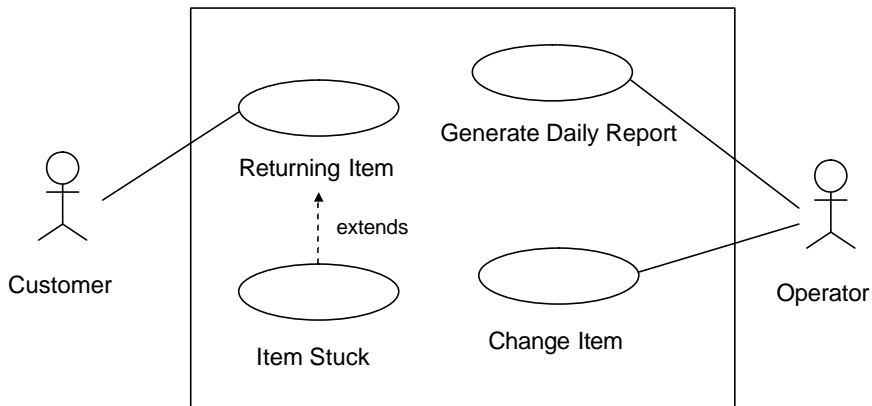 Generate Daily Report
Returning Item
extends
Customer
Operator
Item Stuck
Change Item